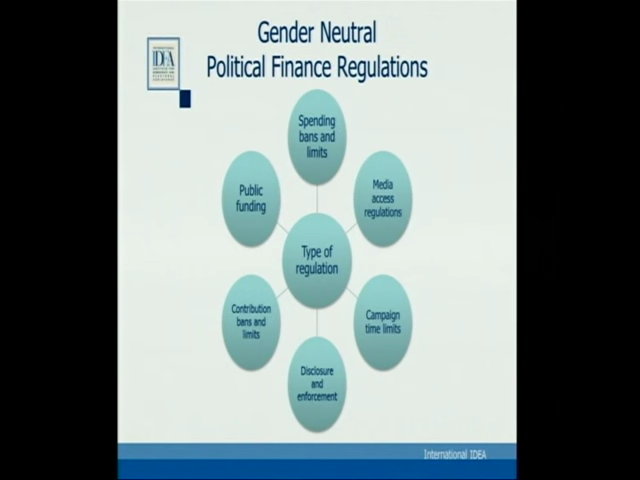 Gender Neutral
Political Finance Regulations
IDEA
Spending
bans and
limits
Public
funding
Media
access
regulations
Type of
regulation
Contribution
bans and
limits
Campaign
time limits
Disclosure
and
enforcement
International IDEA